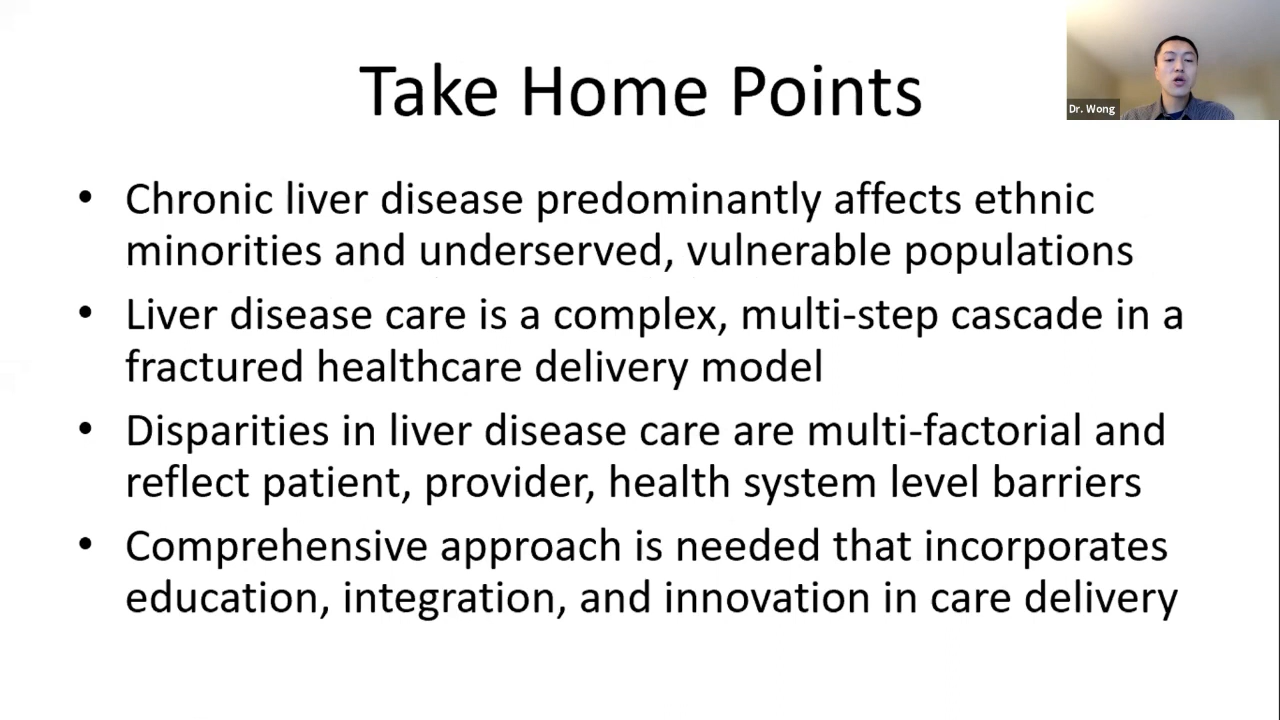 Take Home Points
Dr. Wong
• Chronic liver disease predominantly affects ethnic
minorities and underserved, vulnerable populations
• Liver disease care is a complex, multi-step cascade in a
fractured healthcare delivery model
• Disparities in liver disease care are multi-factorial and
reflect patient, provider, health system level barriers
• Comprehensive approach is needed that incorporates
education, integration, and innovation in care delivery